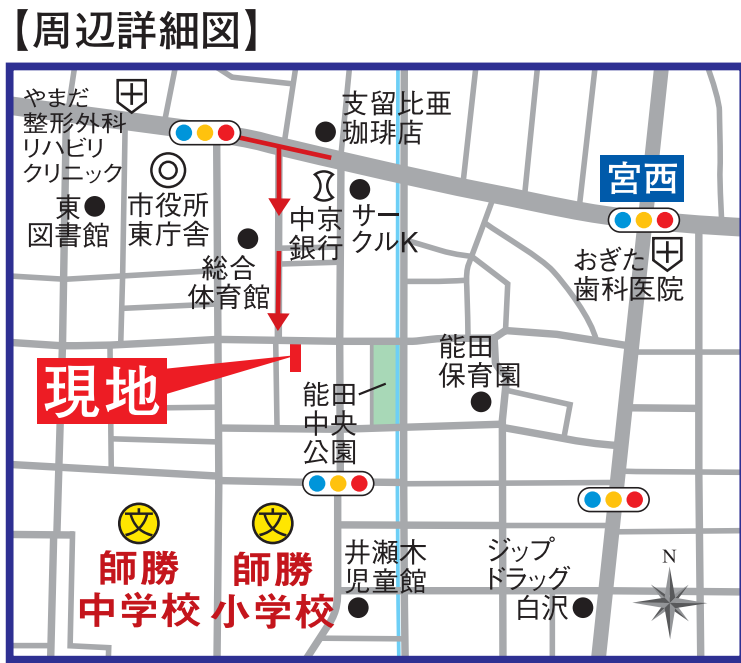 【周辺詳細図】
やまだ
整形外科
リハビリ
クリニック
支留比亜
珈琲店
宮西
東
図書館
市役所
東庁舎
中京
銀行
サー
クルK
総合
体育館
おぎた
歯科医院
現地
能田
保育園
能田
中央
公園
文
師勝
中学校
文
師勝
小学校
井瀬木
児童館
ジップ
ドラッグ
白沢
N